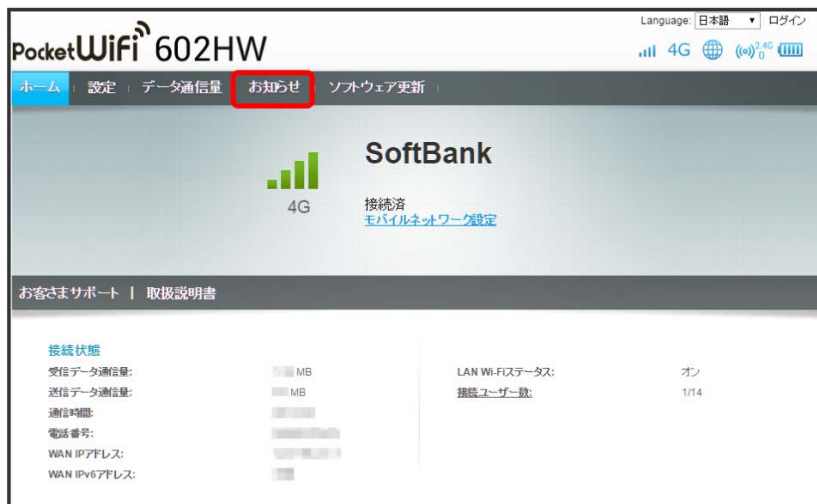 Language: 日本語 ▼ ログイン
PocketWiFi 602HW
4G 2.4G 0
ホーム 設定 データ通信量 お知らせ ソフトウェア更新
SoftBank
4G
接続済
モバイルネットワーク設定
お客さまサポート | 取扱説明書
接続状態
受信データ通信量: MB LAN Wi-Fiステータス: オン
送信データ通信量: MB 接続ユーザー数: 1/14
通信時間:
電話番号:
WAN IPアドレス:
WAN IPv6アドレス: